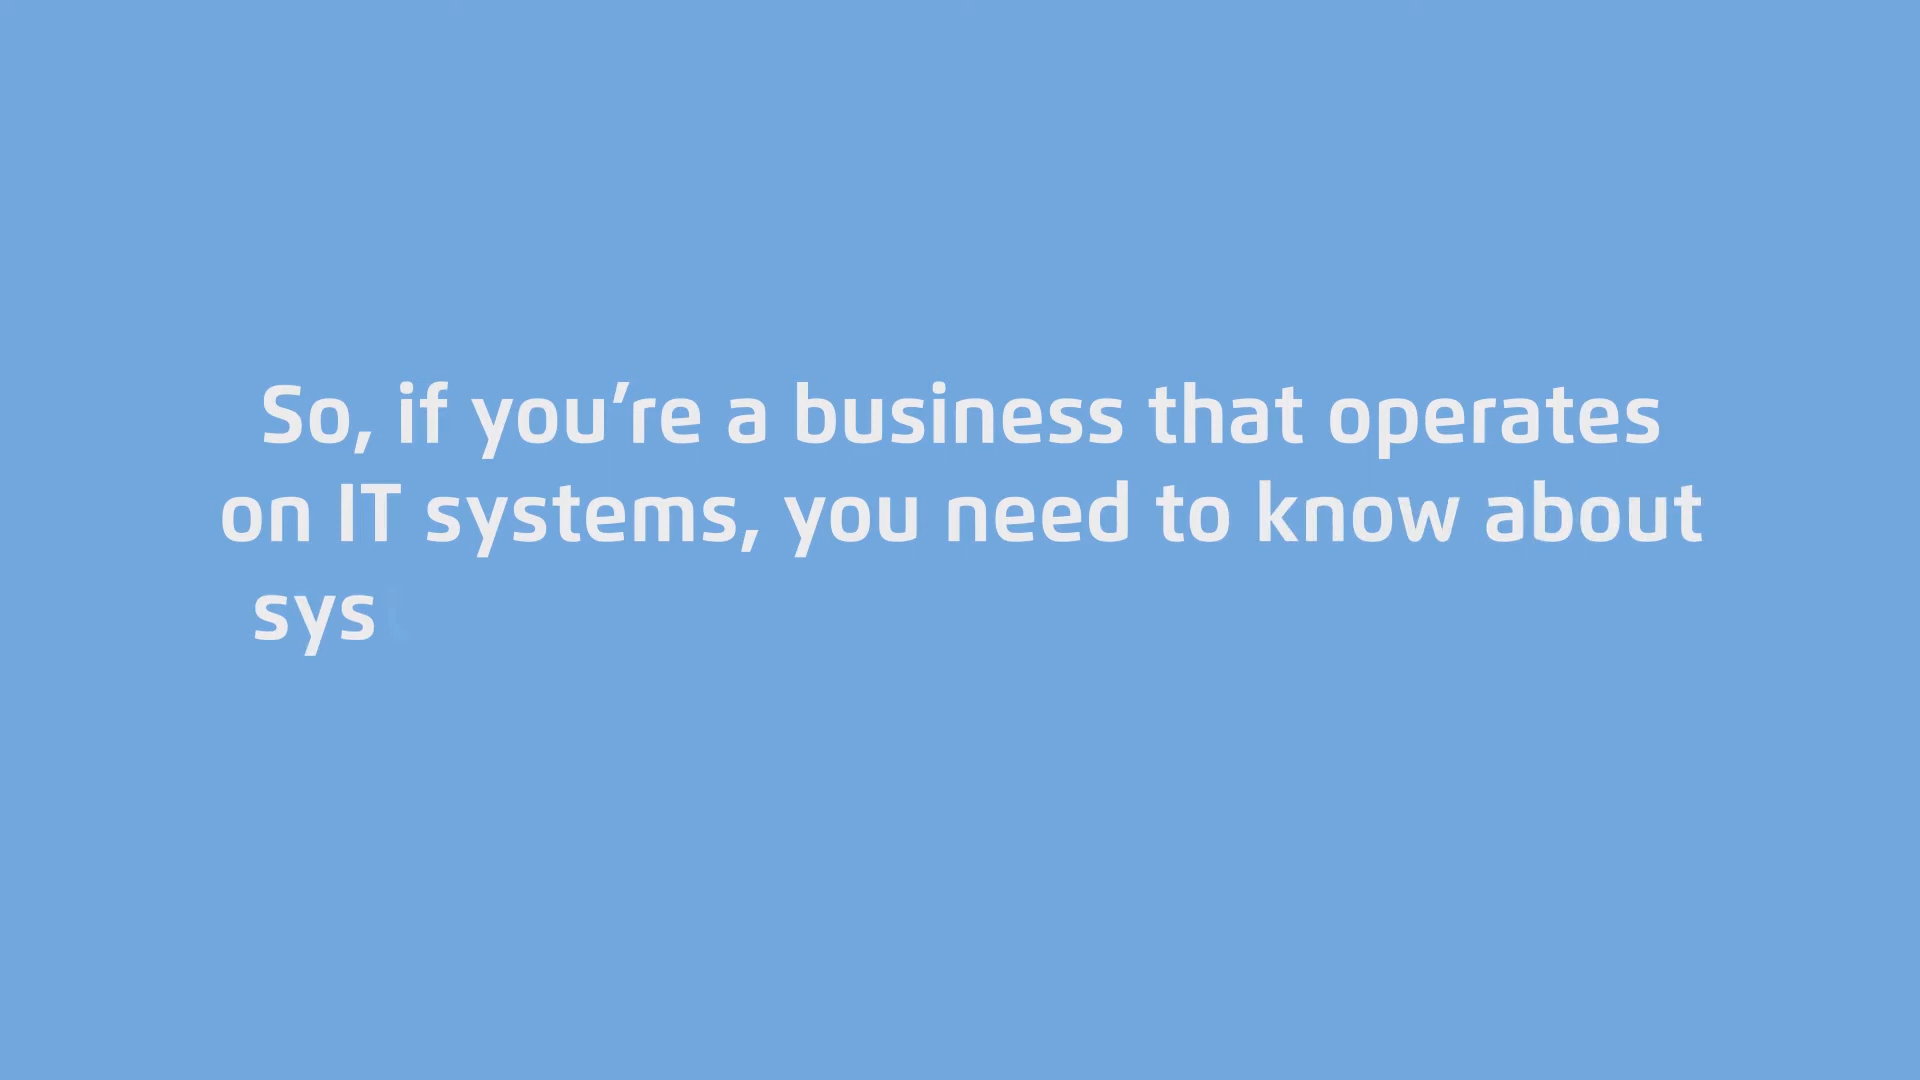 So, if you’re a business that operates
on IT systems, you need to know about
sys